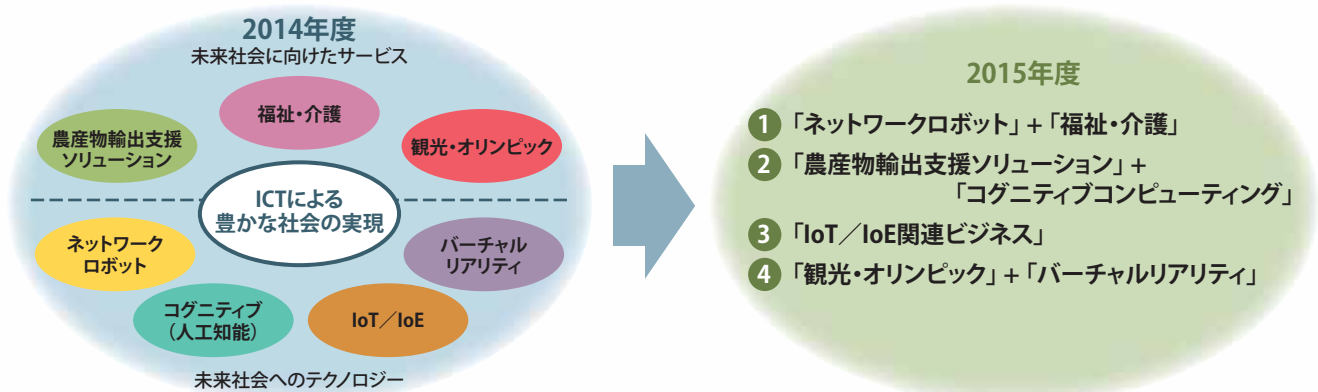 2014年度
未来社会に向けたサービス
福祉・介護
農産物輸出支援
ソリューション
観光・オリンピック
ICTによる
豊かな社会の実現
ネットワーク
ロボット
バーチャル
リアリティ
コグニティブ
(人工知能)
IoT/IoE
未来社会へのテクノロジー
2015年度
1 「ネットワークロボット」+「福祉・介護」
2 「農産物輸出支援ソリューション」+
「コグニティブコンピューティング」
3 「IoT/IoE関連ビジネス」
4 「観光・オリンピック」+「バーチャルリアリティ」